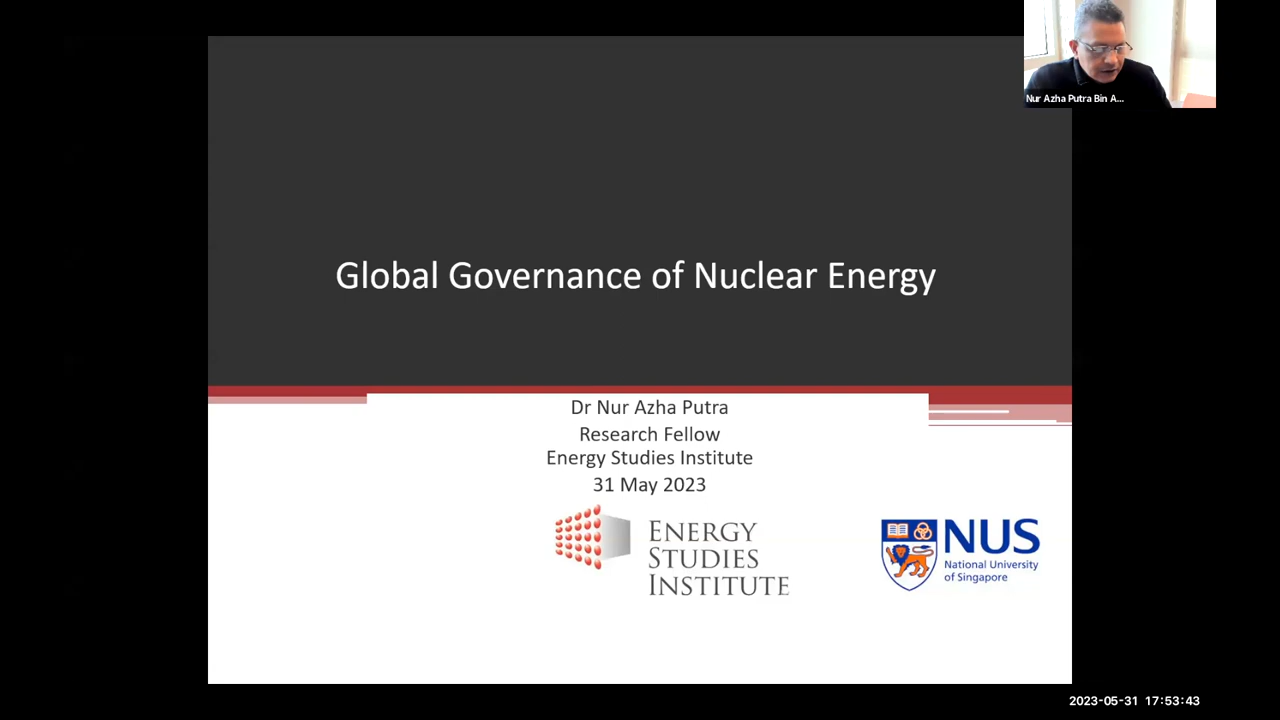 Nur Azha Putra Bin A...
Global Governance of Nuclear Energy
Dr Nur Azha Putra
Research Fellow
Energy Studies Institute
31 May 2023
ENERGY
STUDIES
INSTITUTE
NUS
National University
of Singapore
2023-05-31 17:53:43